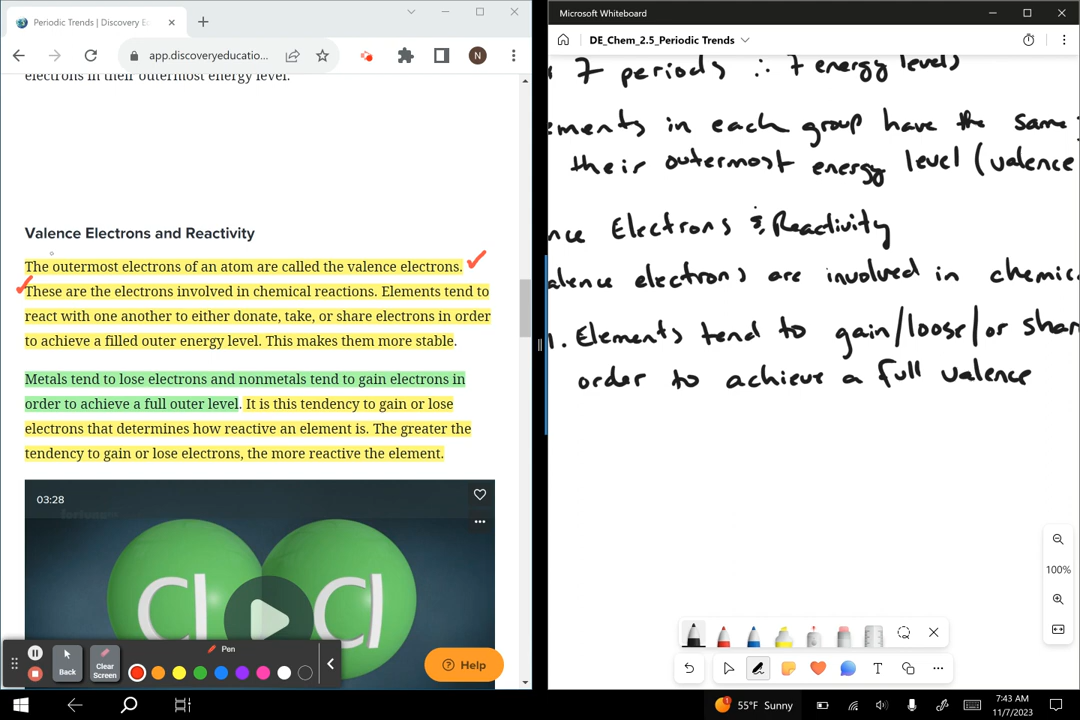 Periodic Trends | Discovery E
Microsoft Whiteboard
app.discoveryeducatio...
N
DE_Chem_2.5_Periodic Trends
electrons in their outermost energy level.
Valence Electrons and Reactivity
The outermost electrons of an atom are called the valence electrons.
These are the electrons involved in chemical reactions. Elements tend to
react with one another to either donate, take, or share electrons in order
to achieve a filled outer energy level. This makes them more stable.
Metals tend to lose electrons and nonmetals tend to gain electrons in
order to achieve a full outer level. It is this tendency to gain or lose
electrons that determines how reactive an element is. The greater the
tendency to gain or lose electrons, the more reactive the element.
03:28
Cl Cl
Pen
Back
Clear
Screen
Help
7 periods ∴ 7 energy levels
ements in each group have the same
their outermost energy level (valence
nce Electrons & Reactivity
alence electrons are involved in chemic
1. Elements tend to gain/loose/or shar
order to achieve a full valence
100%
T
55°F Sunny
7:43 AM
11/7/2023